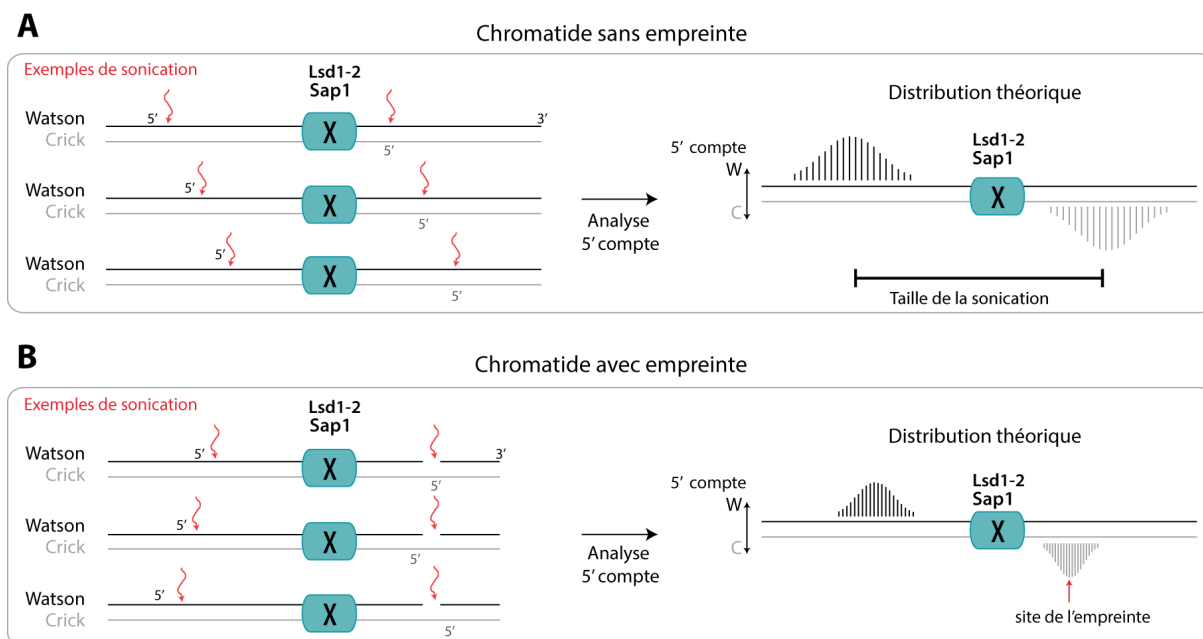 A
Chromatide sans empreinte
Exemples de sonication
Lsd1-2
Sap1
Watson
Crick
5’
X
3’
5’
Watson
Crick
5’
X
5’
Watson
Crick
5’
X
5’
Analyse
5’ compte
Distribution théorique
5’ compte
W
C
Lsd1-2
Sap1
X
Taille de la sonication
B
Chromatide avec empreinte
Exemples de sonication
Lsd1-2
Sap1
Watson
Crick
5’
X
3’
5’
Watson
Crick
5’
X
5’
Watson
Crick
5’
X
5’
Analyse
5’ compte
Distribution théorique
5’ compte
W
C
Lsd1-2
Sap1
X
site de l’empreinte